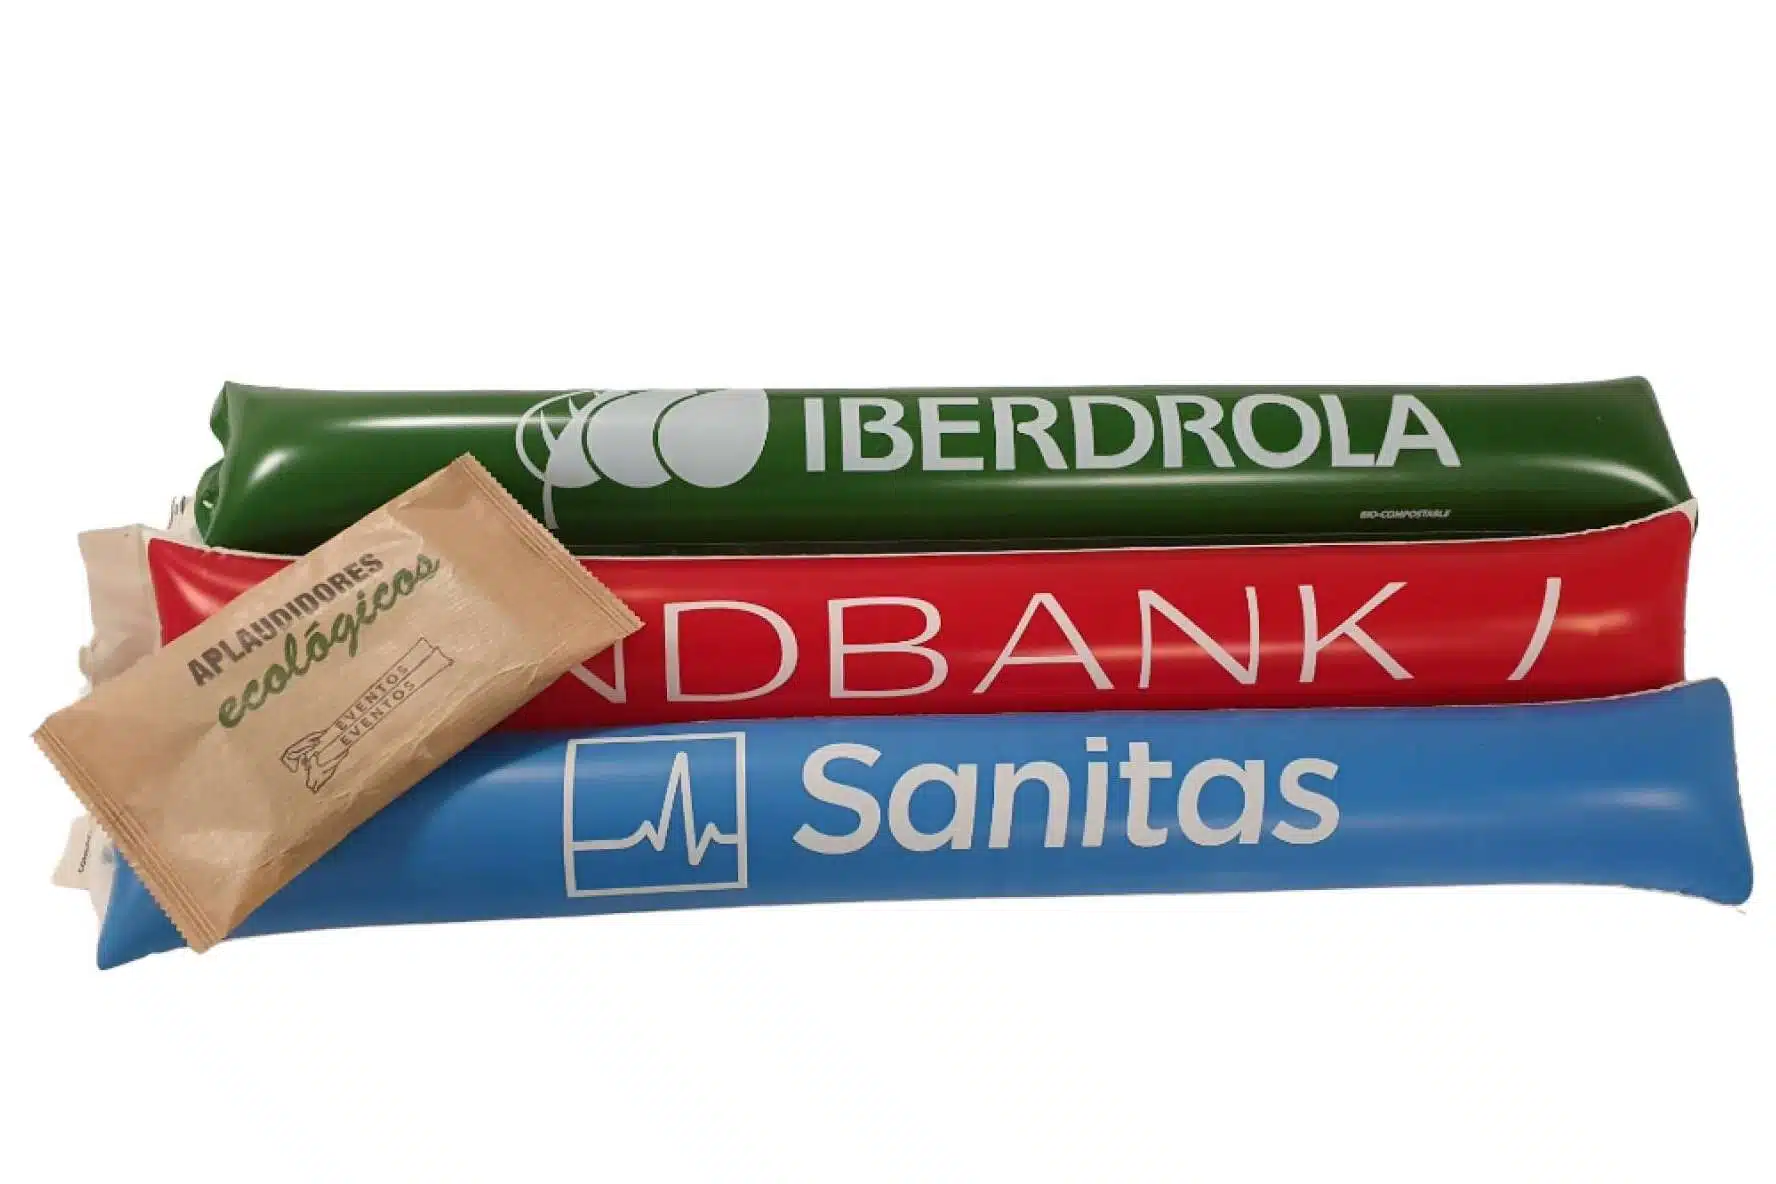 IBERDROLA
BIO-COMPOSTABLE
NDBANK /
APLAUDIDORES
ecológicos
EVENTOS
EVENTOS
Sanitas